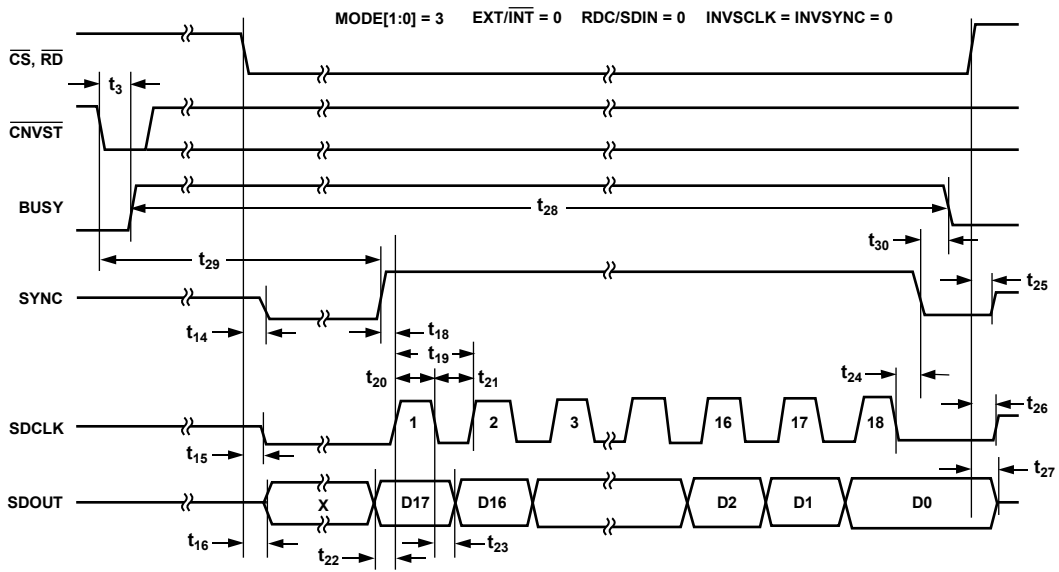 MODE[1:0] = 3 EXT/INT = 0 RDC/SDIN = 0 INVSCLK = INVSYNC = 0
CS, RD
t3
CNVST
BUSY
t28
t30
t29
t25
SYNC
t14
t18
t19
t20
t21
t24
t26
SDCLK
1 2 3 16 17 18
t15
t27
SDOUT
X D17 D16 D2 D1 D0
t16
t22
t23